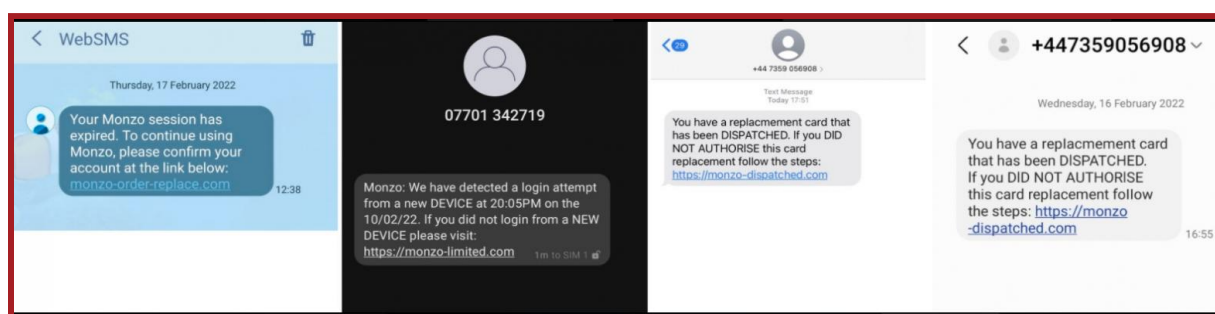 WebSMS
Thursday, 17 February 2022
Your Monzo session has
expired. To continue using
Monzo, please confirm your
account at the link below:
monzo-order-replace.com
12:38
07701 342719
Monzo: We have detected a login attempt
from a new DEVICE at 20:05PM on the
10/02/22. If you did not login from a NEW
DEVICE please visit:
https://monzo-limited.com
1m to SIM 1
29
+44 7359 056908 >
Text Message
Today 17:51
You have a replacmement card that
has been DISPATCHED. If you DID
NOT AUTHORISE this card
replacement follow the steps:
https://monzo-dispatched.com
+447359056908
Wednesday, 16 February 2022
You have a replacmement card
that has been DISPATCHED.
If you DID NOT AUTHORISE
this card replacement follow
the steps: https://monzo
-dispatched.com
16:55